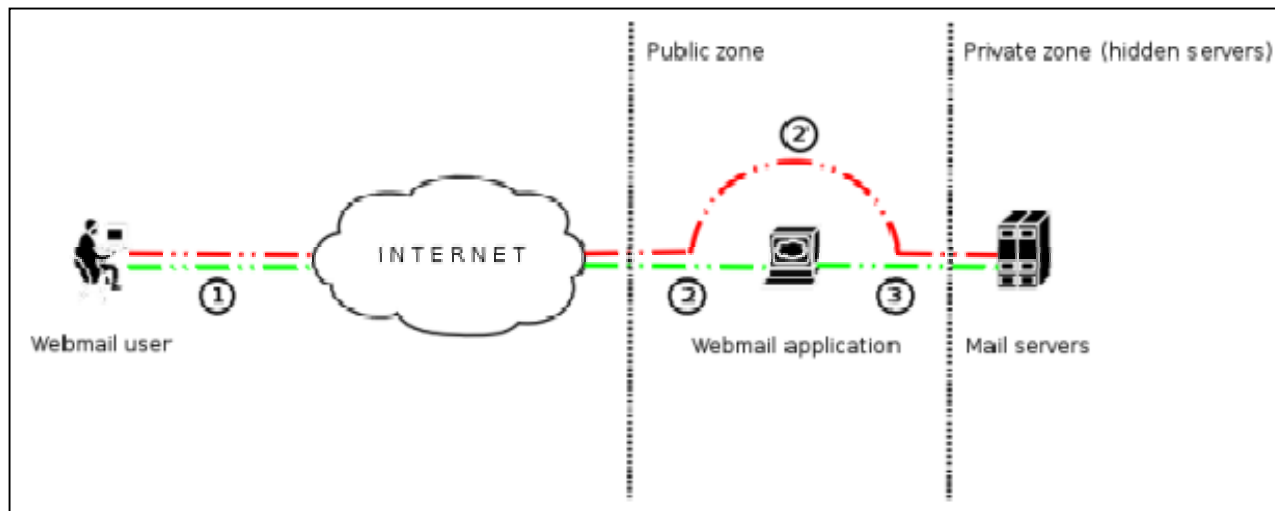 Public zone
Private zone (hidden servers)
2'
INTERNET
1
2
3
Webmail user
Webmail application
Mail servers